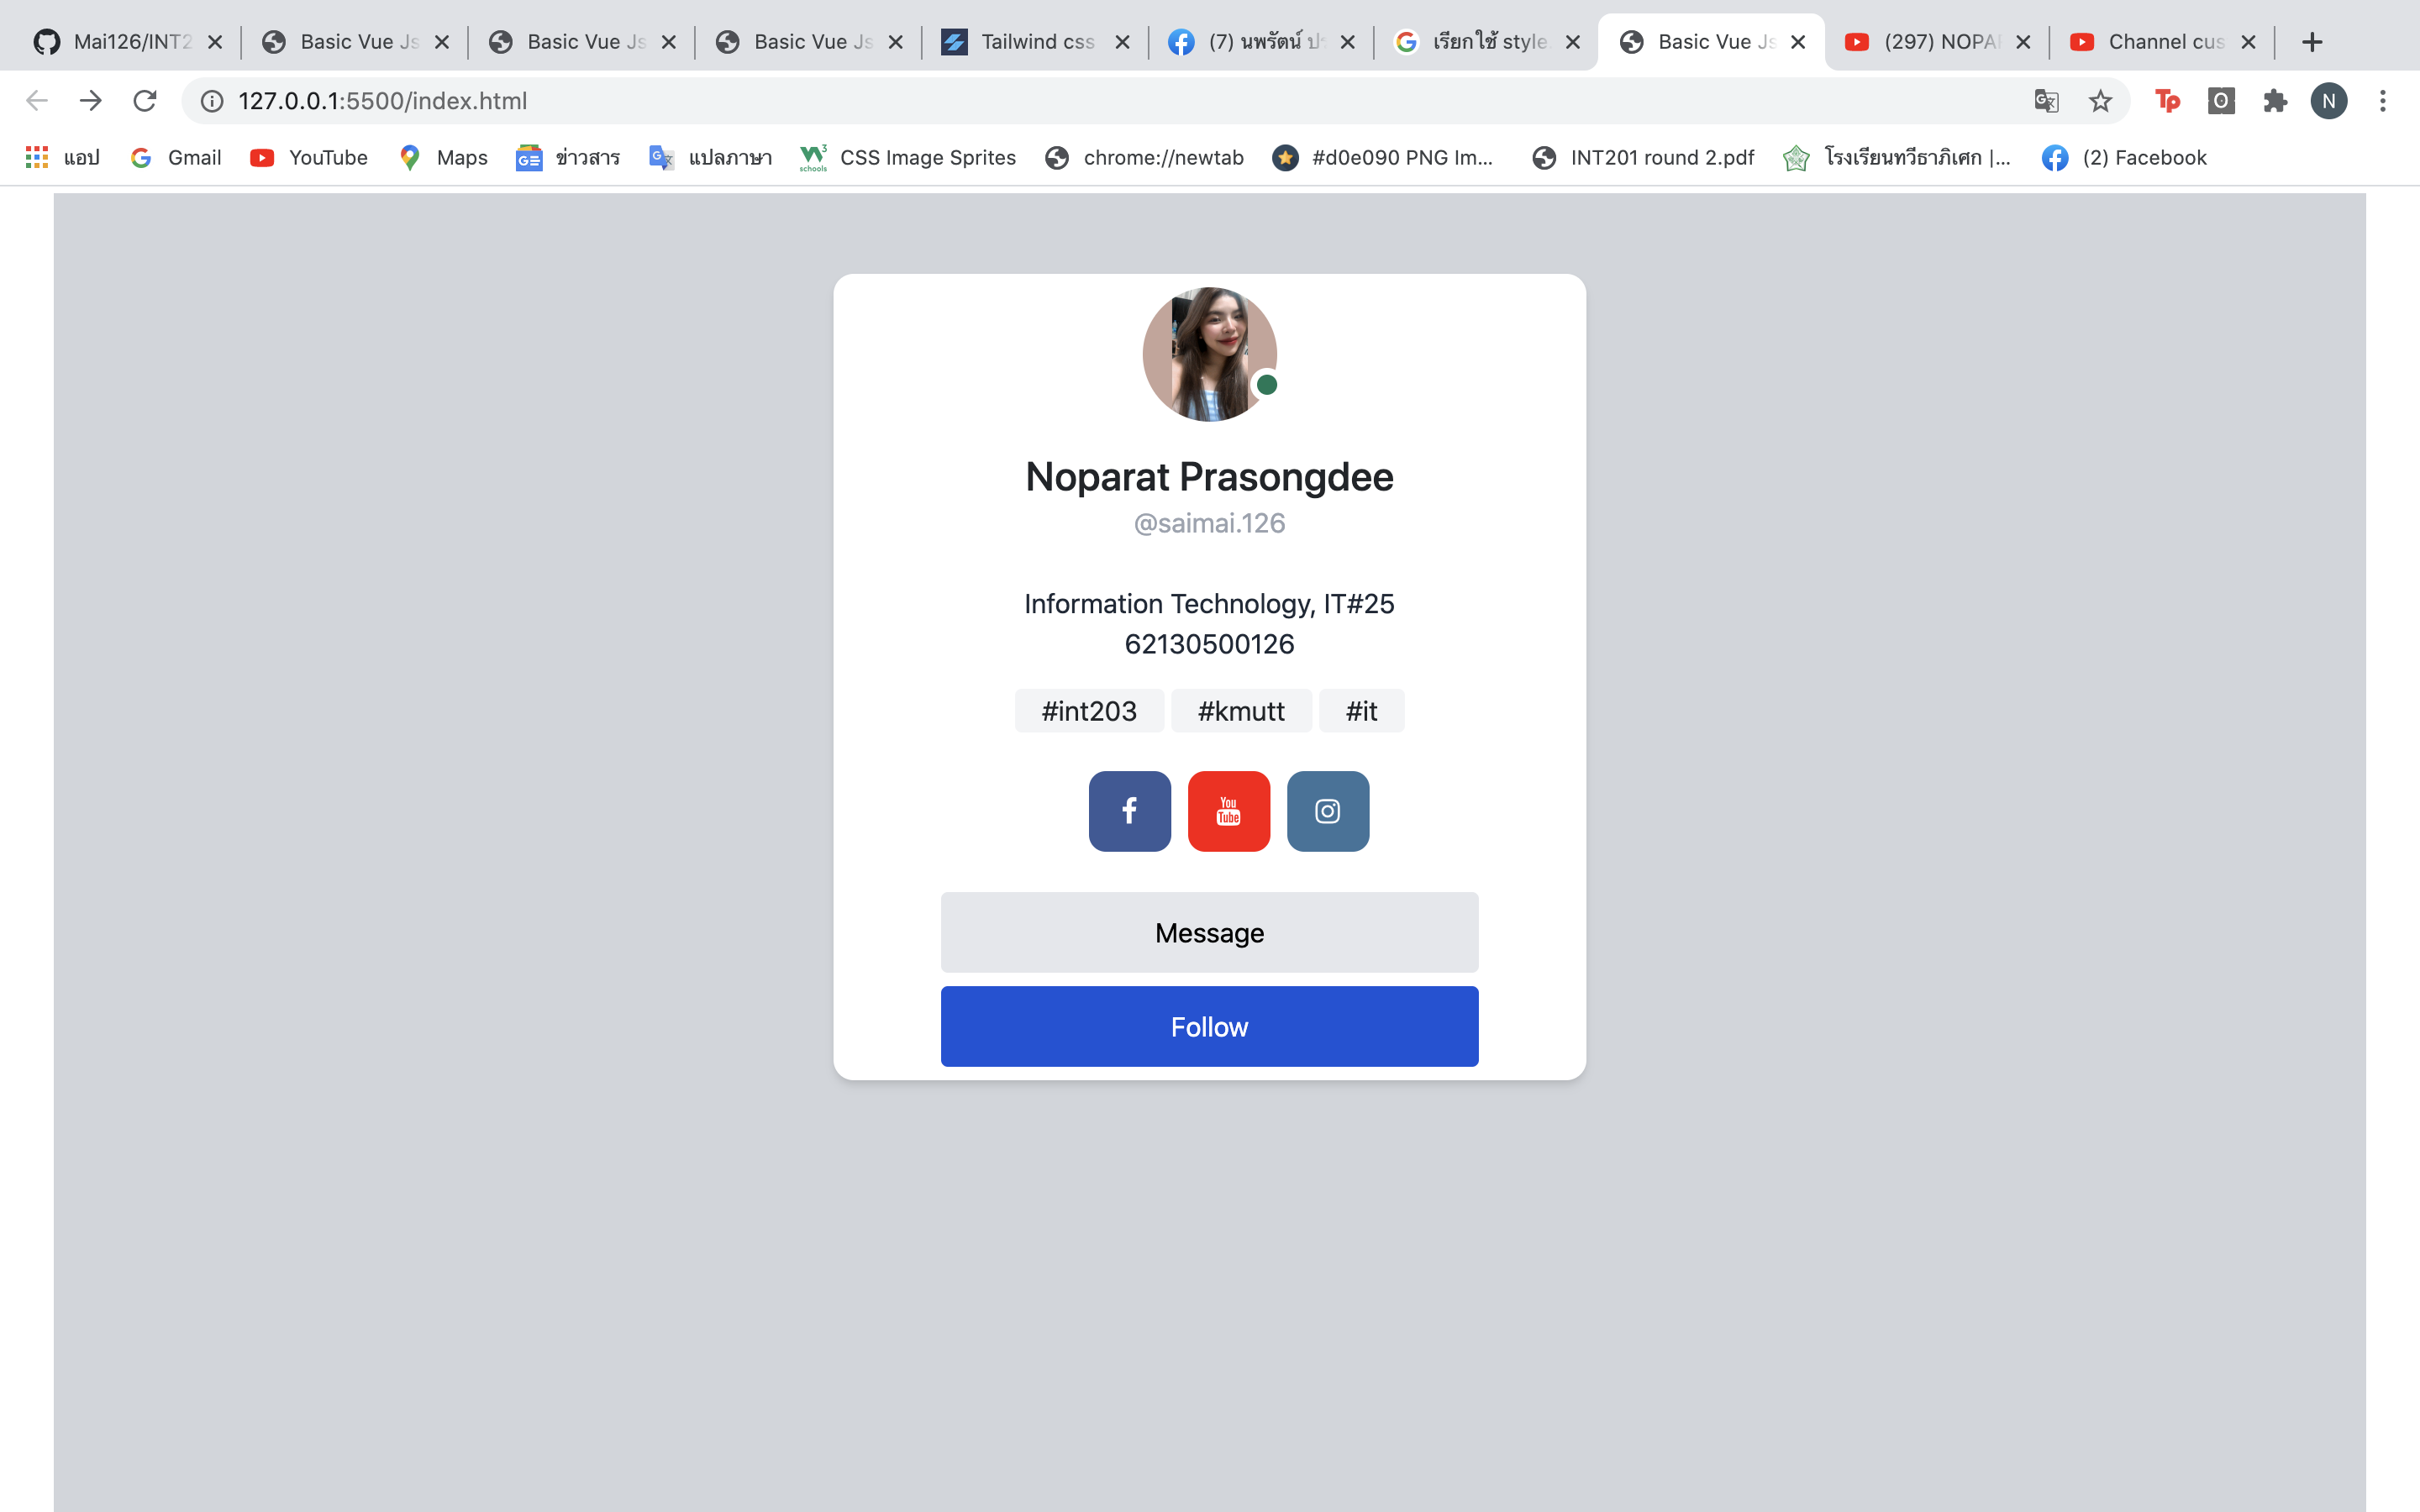 Mai126/INT2
Basic Vue Js
Basic Vue Js
Basic Vue Js
Tailwind css
(7) นพรัตน์
เรียกใช้ style
Basic Vue Js
(297) NOPA
Channel cus
127.0.0.1:5500/index.html
Tp
O
N
แอป
Gmail
YouTube
Maps
ข่าวสาร
แปลภาษา
CSS Image Sprites
chrome://newtab
#d0e090 PNG Im...
INT201 round 2.pdf
โรงเรียนทวีธาภิเศก |...
(2) Facebook
Noparat Prasongdee
@saimai.126
Information Technology, IT#25
62130500126
#int203 #kmutt #it
You
Tube
Message
Follow